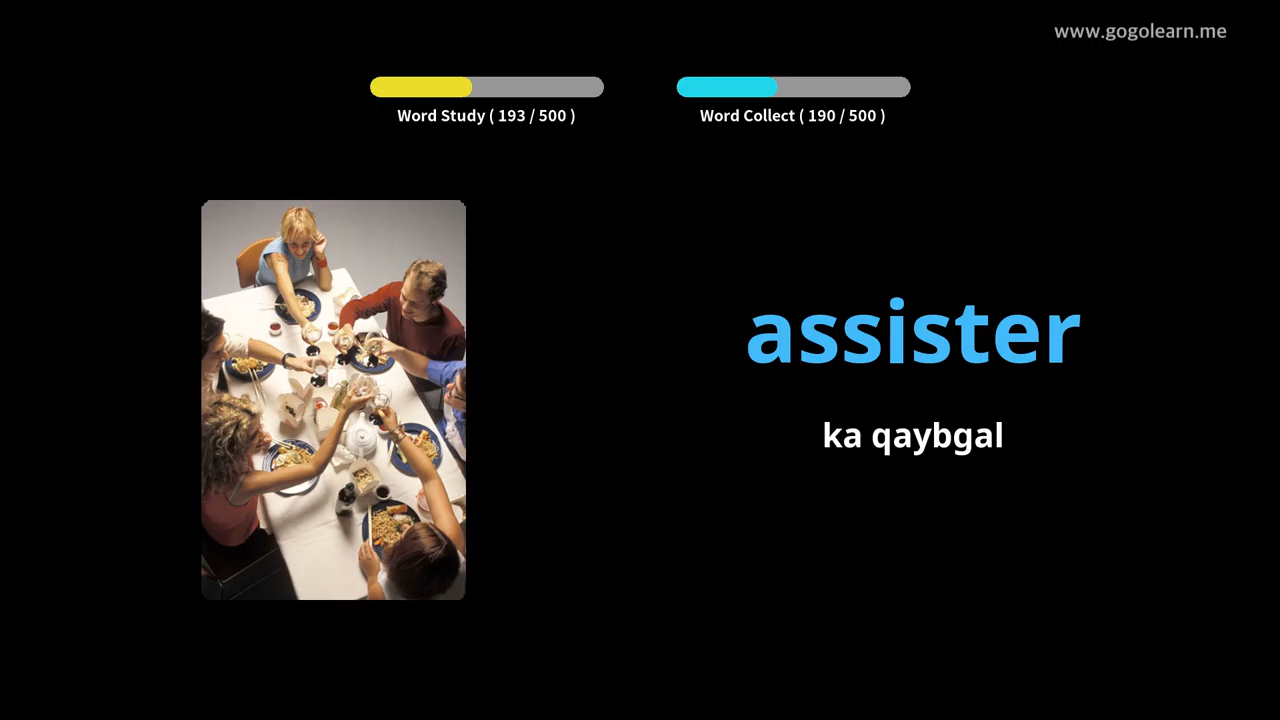 www.gogolearn.me
Word Study ( 193 / 500 )
Word Collect ( 190 / 500 )
assister
ka qaybgal